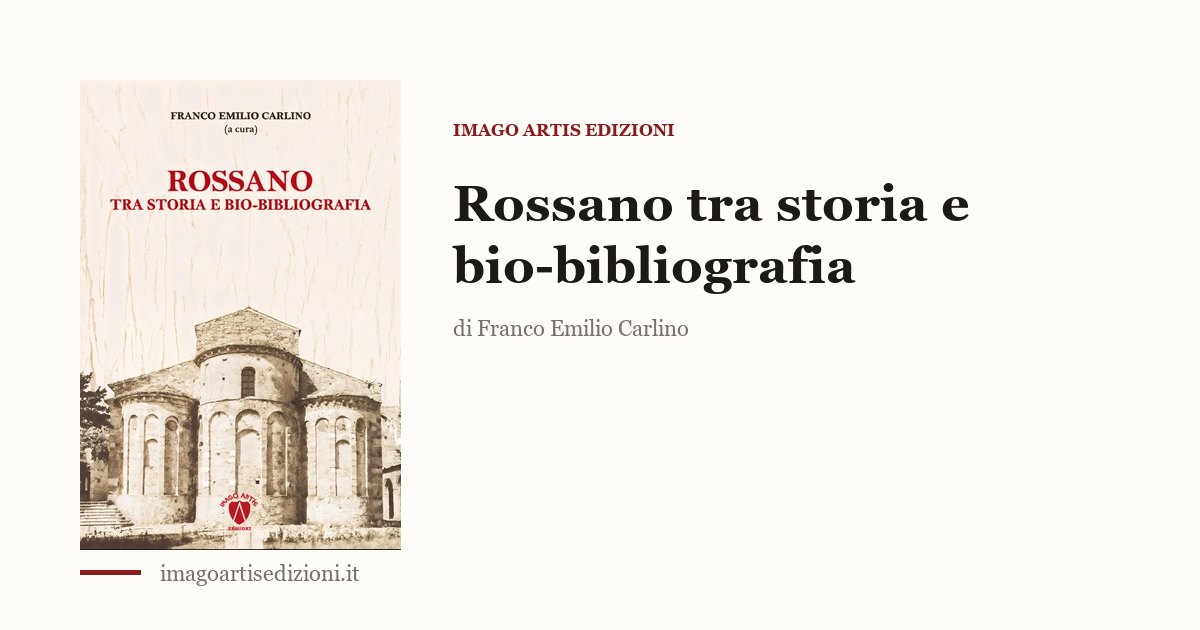 FRANCO EMILIO CARLINO
(a cura)
ROSSANO
TRA STORIA E BIO-BIBLIOGRAFIA
IMAGO ARTIS
EDIZIONI
IMAGO ARTIS EDIZIONI
Rossano tra storia e
bio-bibliografia
di Franco Emilio Carlino
imagoartisedizioni.it